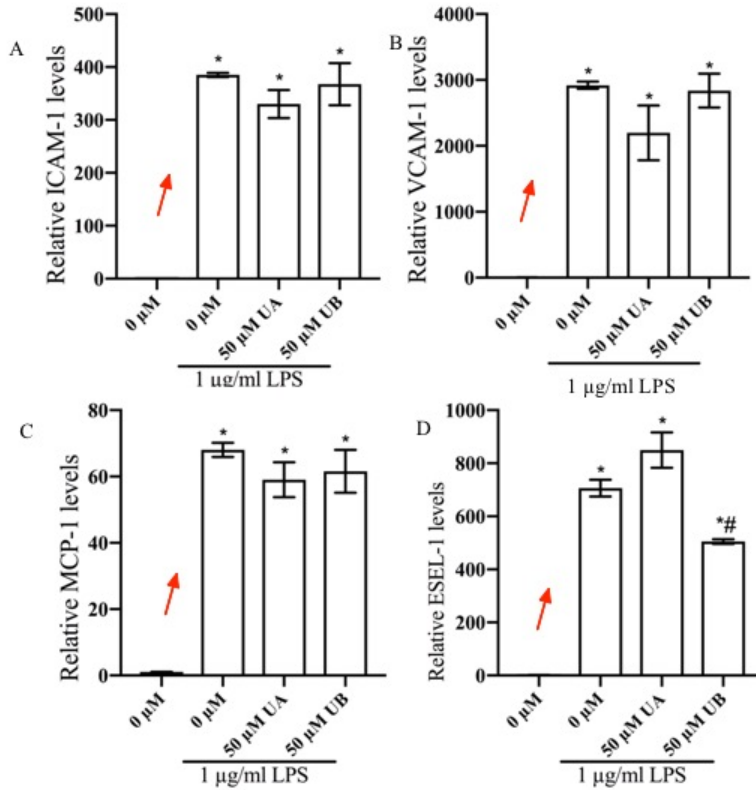 A
Relative ICAM-1 levels
500
400
300
200
100
0
*
*
*
0 µM
0 µM
50 µM UA
50 µM UB
1 µg/ml LPS
B
Relative VCAM-1 levels
4000
3000
2000
1000
0
*
*
*
0 µM
0 µM
50 µM UA
50 µM UB
1 µg/ml LPS
C
Relative MCP-1 levels
80
60
40
20
0
*
*
*
0 µM
0 µM
50 µM UA
50 µM UB
1 µg/ml LPS
D
Relative ESEL-1 levels
1000
800
600
400
200
0
*
*
*#
0 µM
0 µM
50 µM UA
50 µM UB
1 µg/ml LPS